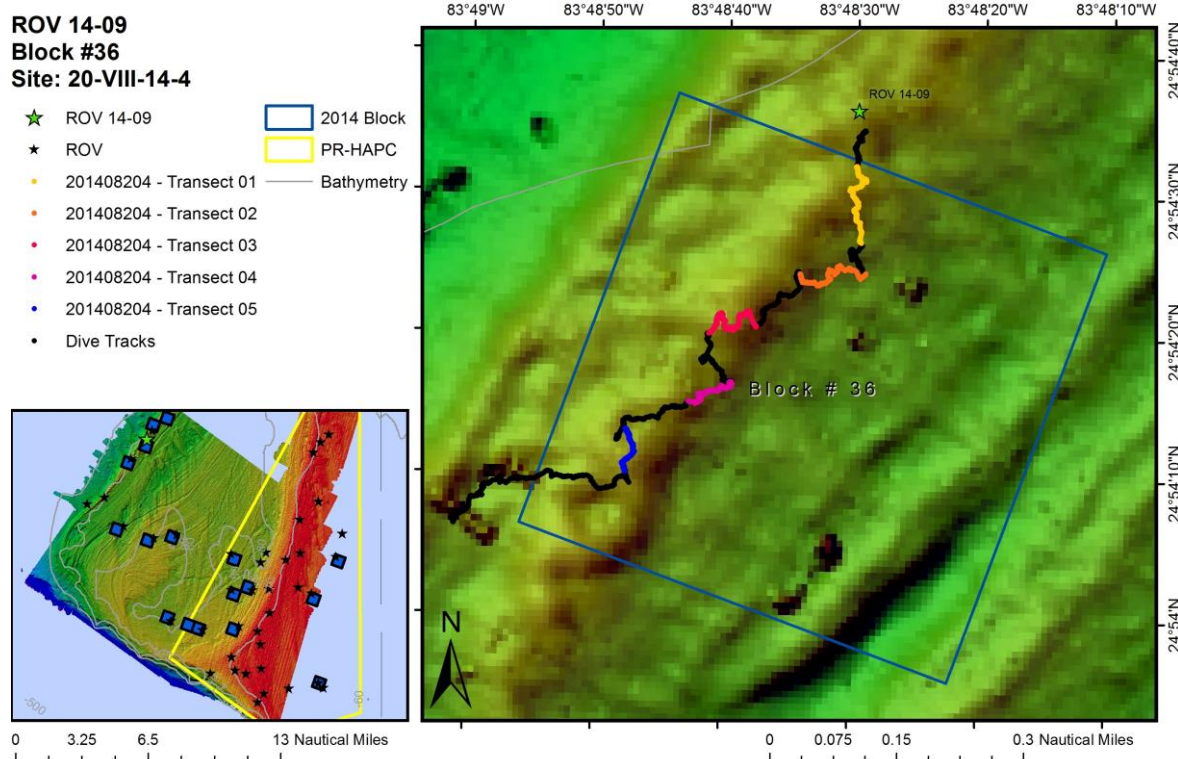 ROV 14-09
Block #36
Site: 20-VIII-14-4
ROV 14-09
2014 Block
ROV
PR-HAPC
201408204 - Transect 01
Bathymetry
201408204 - Transect 02
201408204 - Transect 03
201408204 - Transect 04
201408204 - Transect 05
Dive Tracks
83°49'W 83°48'50"W 83°48'40"W 83°48'30"W 83°48'20"W 83°48'10"W
24°54'40"N
24°54'30"N
24°54'20"N
24°54'10"N
24°54'N
ROV 14-09
Block # 36
N
-500
0 3.25 6.5 13 Nautical Miles
0 0.075 0.15 0.3 Nautical Miles